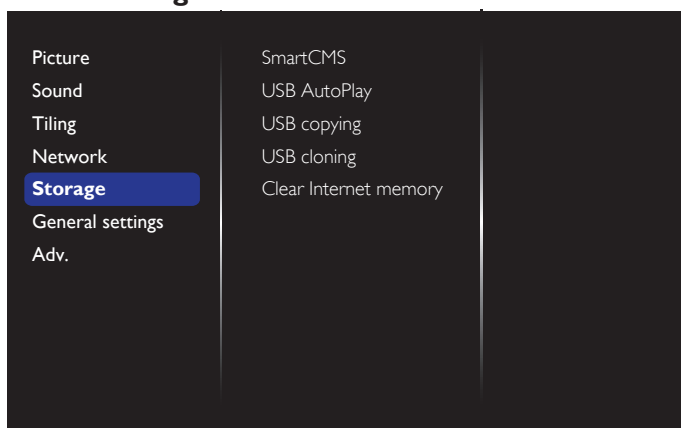 Picture
Sound
Tiling
Network
Storage
General settings
Adv.
SmartCMS
USB AutoPlay
USB copying
USB cloning
Clear Internet memory